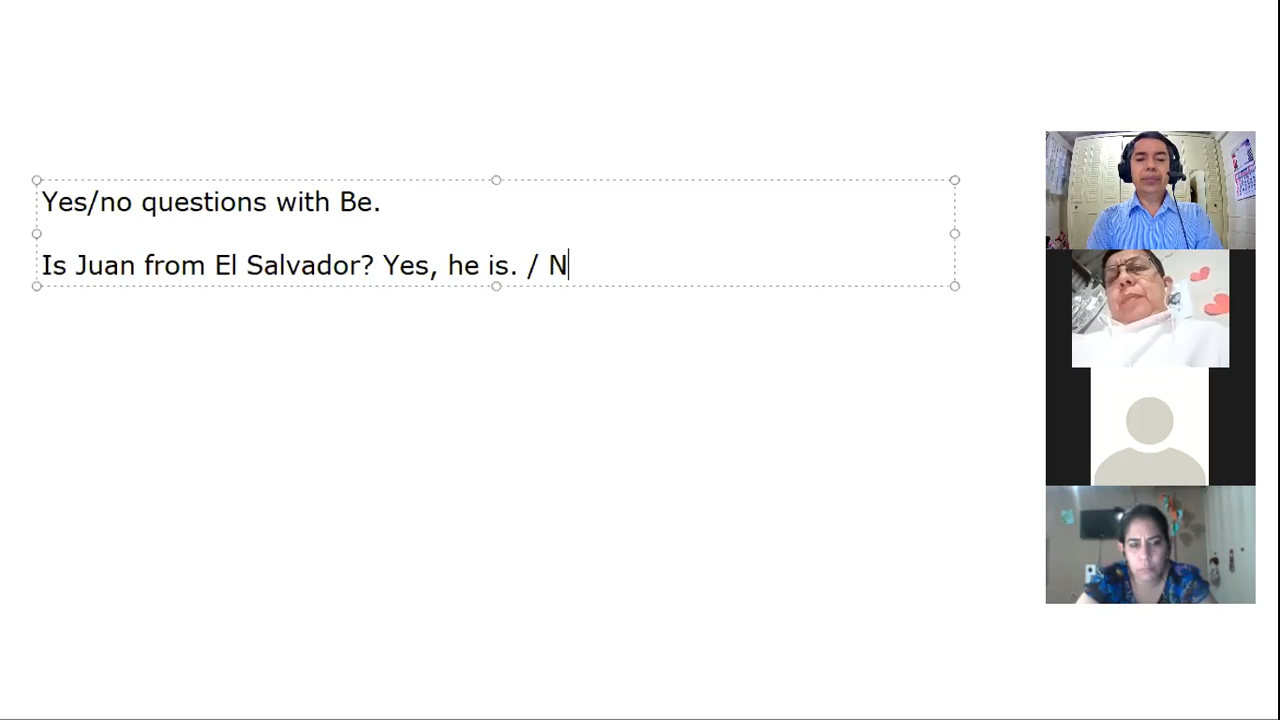 Yes/no questions with Be.
Is Juan from El Salvador? Yes, he is. / N